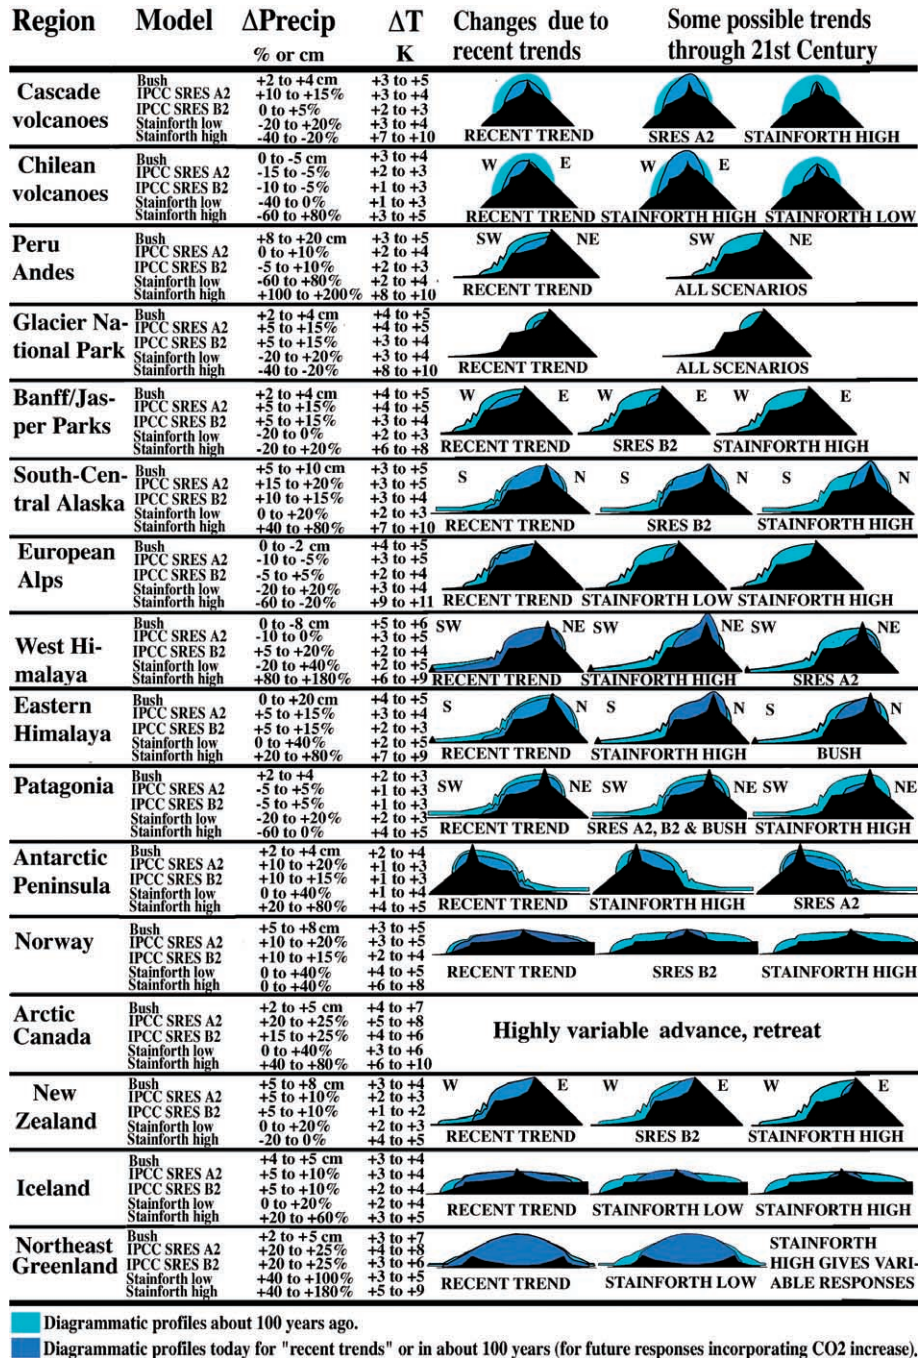 Region Model ΔPrecip ΔT Changes due to Some possible trends
% or cm K recent trends through 21st Century
Cascade volcanoes
Bush +2 to +4 cm +3 to +5
IPCC SRES A2 +10 to +15% +3 to +4
IPCC SRES B2 0 to +5% +2 to +3
Stainforth low -20 to +20% +3 to +4
Stainforth high -40 to -20% +7 to +10
RECENT TREND SRES A2 STAINFORTH HIGH
Chilean volcanoes
Bush 0 to -5 cm +3 to +4
IPCC SRES A2 -15 to -5% +2 to +3
IPCC SRES B2 -10 to -5% +1 to +3
Stainforth low -40 to 0% +1 to +3
Stainforth high -60 to +80% +3 to +5
W E W E
RECENT TREND STAINFORTH HIGH STAINFORTH LOW
Peru Andes
Bush +8 to +20 cm +3 to +5
IPCC SRES A2 0 to +10% +2 to +4
IPCC SRES B2 -5 to +10% +2 to +3
Stainforth low -60 to +80% +2 to +4
Stainforth high +100 to +200% +8 to +10
SW NE SW NE
RECENT TREND ALL SCENARIOS
Glacier Na-
tional Park
Bush +2 to +4 cm +4 to +5
IPCC SRES A2 +5 to +15% +4 to +5
IPCC SRES B2 +5 to +15% +3 to +4
Stainforth low -20 to +20% +3 to +4
Stainforth high -40 to -20% +8 to +10
RECENT TREND ALL SCENARIOS
Banff/Jas-
per Parks
Bush +2 to +4 cm +4 to +5
IPCC SRES A2 +5 to +15% +4 to +5
IPCC SRES B2 +5 to +15% +3 to +4
Stainforth low -20 to 0% +2 to +3
Stainforth high -20 to +20% +6 to +8
W E W E W E
RECENT TREND SRES B2 STAINFORTH HIGH
South-Cen-
tral Alaska
Bush +5 to +10 cm +3 to +5
IPCC SRES A2 +15 to +20% +3 to +5
IPCC SRES B2 +10 to +15% +3 to +4
Stainforth low 0 to +20% +2 to +3
Stainforth high +40 to +80% +7 to +10
S N S N S N
RECENT TREND SRES B2 STAINFORTH HIGH
European Alps
Bush 0 to -2 cm +4 to +5
IPCC SRES A2 -10 to -5% +3 to +5
IPCC SRES B2 -5 to +5% +2 to +4
Stainforth low -20 to +20% +3 to +4
Stainforth high -60 to -20% +9 to +11
RECENT TREND STAINFORTH LOW STAINFORTH HIGH
West Hi-
malaya
Bush 0 to -8 cm +5 to +6
IPCC SRES A2 -10 to 0% +3 to +5
IPCC SRES B2 +5 to +20% +2 to +4
Stainforth low -20 to +40% +2 to +5
Stainforth high +80 to +180% +6 to +9
SW NE SW NE SW NE
RECENT TREND STAINFORTH HIGH SRES A2
Eastern Himalaya
Bush 0 to +20 cm +4 to +5
IPCC SRES A2 +5 to +15% +3 to +4
IPCC SRES B2 +5 to +15% +2 to +3
Stainforth low 0 to +40% +2 to +5
Stainforth high +20 to +80% +7 to +9
S N S N S N
RECENT TREND STAINFORTH HIGH BUSH
Patagonia
Bush +2 to +4 +2 to +3
IPCC SRES A2 -5 to +5% +1 to +3
IPCC SRES B2 -5 to +5% +1 to +3
Stainforth low -20 to +20% +2 to +3
Stainforth high -60 to 0% +4 to +5
SW NE SW NE SW NE
RECENT TREND SRES A2, B2 & BUSH STAINFORTH HIGH
Antarctic Peninsula
Bush +2 to +4 cm +2 to +4
IPCC SRES A2 +10 to +20% +1 to +3
IPCC SRES B2 +10 to +15% +1 to +3
Stainforth low 0 to +40% +1 to +4
Stainforth high +20 to +80% +4 to +5
RECENT TREND STAINFORTH HIGH SRES A2
Norway
Bush +5 to +8 cm +3 to +5
IPCC SRES A2 +10 to +20% +3 to +5
IPCC SRES B2 +10 to +15% +2 to +4
Stainforth low 0 to +40% +4 to +5
Stainforth high 0 to +40% +6 to +8
RECENT TREND SRES B2 STAINFORTH HIGH
Arctic Canada
Bush +2 to +5 cm +4 to +7
IPCC SRES A2 +20 to +25% +5 to +8
IPCC SRES B2 +15 to +25% +4 to +6
Stainforth low 0 to +40% +3 to +6
Stainforth high +40 to +80% +6 to +10
Highly variable advance, retreat
New Zealand
Bush +5 to +8 cm +3 to +4
IPCC SRES A2 +5 to +10% +2 to +3
IPCC SRES B2 +5 to +10% +1 to +2
Stainforth low 0 to +20% +2 to +3
Stainforth high -20 to 0% +4 to +5
W E W E W E
RECENT TREND SRES B2 STAINFORTH HIGH
Iceland
Bush +4 to +5 cm +3 to +4
IPCC SRES A2 +5 to +10% +3 to +4
IPCC SRES B2 +5 to +10% +2 to +4
Stainforth low 0 to +20% +2 to +4
Stainforth high +20 to +60% +3 to +5
RECENT TREND STAINFORTH LOW STAINFORTH HIGH
Northeast Greenland
Bush +2 to +5 cm +3 to +7
IPCC SRES A2 +20 to +25% +4 to +8
IPCC SRES B2 +20 to +25% +3 to +6
Stainforth low +40 to +100% +3 to +5
Stainforth high +40 to +180% +5 to +9
RECENT TREND STAINFORTH LOW
STAINFORTH
HIGH GIVES VARI-
ABLE RESPONSES
Diagrammatic profiles about 100 years ago.
Diagrammatic profiles today for "recent trends" or in about 100 years (for future responses incorporating CO2 increase).